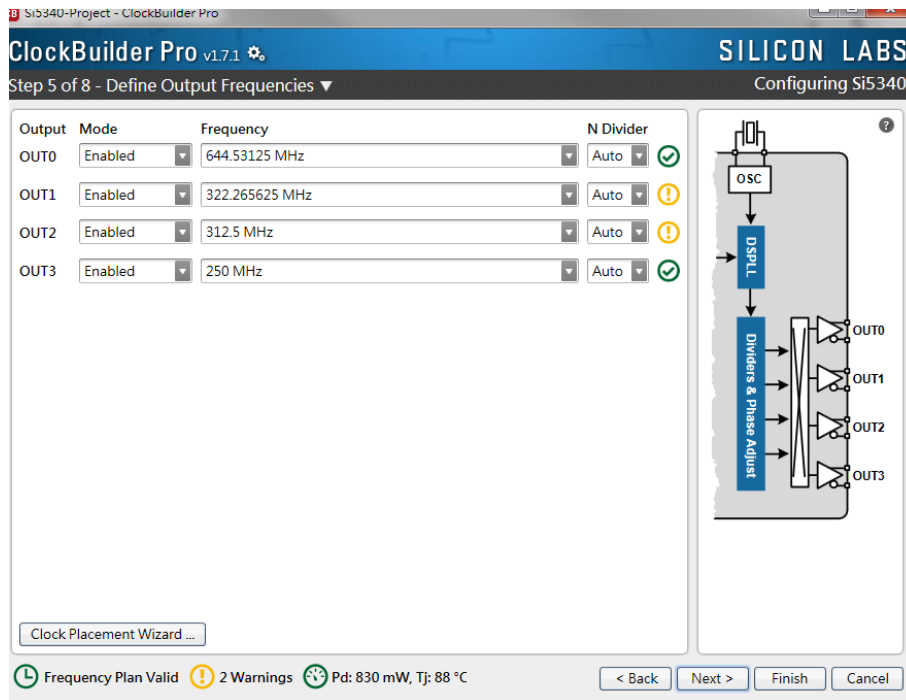 Si5340-Project - ClockBuilder Pro
ClockBuilder Pro v1.7.1
SILICON LABS
Step 5 of 8 - Define Output Frequencies ▼
Configuring Si5340
Output Mode Frequency N Divider
OUT0 Enabled 644.53125 MHz Auto
OUT1 Enabled 322.265625 MHz Auto
OUT2 Enabled 312.5 MHz Auto
OUT3 Enabled 250 MHz Auto
?
OSC
DSPLL
Dividers & Phase Adjust
OUT0
OUT1
OUT2
OUT3
Clock Placement Wizard ...
Frequency Plan Valid 2 Warnings Pd: 830 mW, Tj: 88 °C
< Back Next > Finish Cancel